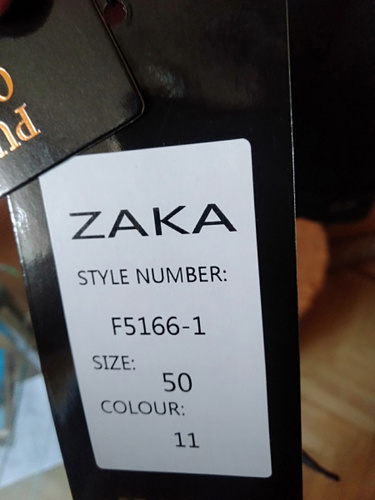 ZAKA
STYLE NUMBER:
F5166-1
SIZE:
50
COLOUR:
11